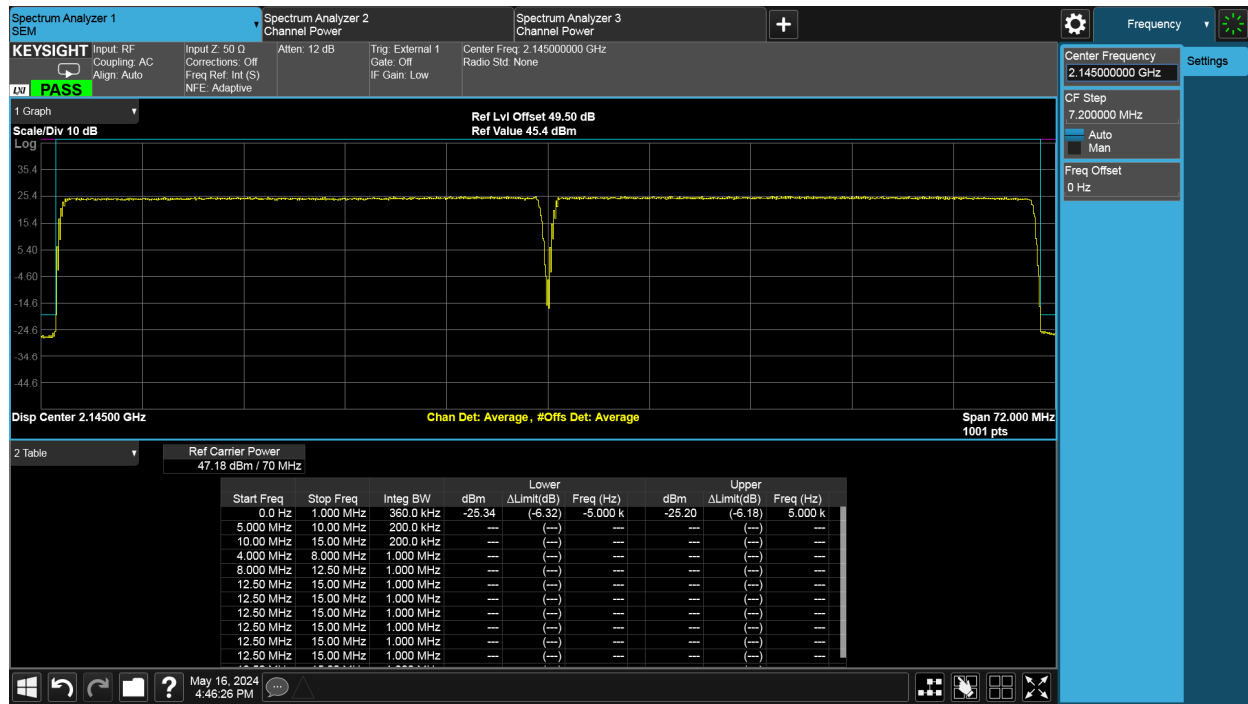 Spectrum Analyzer 1
SEM
Spectrum Analyzer 2
Channel Power
Spectrum Analyzer 3
Channel Power
Frequency
KEYSIGHT
Input: RF
Coupling: AC
Align: Auto
Input Z: 50 Ω
Corrections: Off
Freq Ref: Int (S)
NFE: Adaptive
Atten: 12 dB
Trig: External 1
Gate: Off
IF Gain: Low
Center Freq: 2.145000000 GHz
Radio Std: None
LXI PASS
Center Frequency
2.145000000 GHz
Settings
CF Step
7.200000 MHz
Auto
Man
Freq Offset
0 Hz
1 Graph
Scale/Div 10 dB
Ref Lvl Offset 49.50 dB
Ref Value 45.4 dBm
Log
35.4
25.4
15.4
5.40
-4.60
-14.6
-24.6
-34.6
-44.6
Disp Center 2.14500 GHz
Chan Det: Average, #Offs Det: Average
Span 72.000 MHz
1001 pts
2 Table
Ref Carrier Power
47.18 dBm / 70 MHz
Lower Upper
Start Freq Stop Freq Integ BW dBm ΔLimit(dB) Freq (Hz) dBm ΔLimit(dB) Freq (Hz)
0.0 Hz 1.000 MHz 360.0 kHz -25.34 (-6.32) -5.000 k -25.20 (-6.18) 5.000 k
5.000 MHz 10.00 MHz 200.0 kHz --- (---) --- --- (---) ---
10.00 MHz 15.00 MHz 200.0 kHz --- (---) --- --- (---) ---
4.000 MHz 8.000 MHz 1.000 MHz --- (---) --- --- (---) ---
8.000 MHz 12.50 MHz 1.000 MHz --- (---) --- --- (---) ---
12.50 MHz 15.00 MHz 1.000 MHz --- (---) --- --- (---) ---
12.50 MHz 15.00 MHz 1.000 MHz --- (---) --- --- (---) ---
12.50 MHz 15.00 MHz 1.000 MHz --- (---) --- --- (---) ---
12.50 MHz 15.00 MHz 1.000 MHz --- (---) --- --- (---) ---
12.50 MHz 15.00 MHz 1.000 MHz --- (---) --- --- (---) ---
12.50 MHz 15.00 MHz 1.000 MHz --- (---) --- --- (---) ---
May 16, 2024
4:46:26 PM